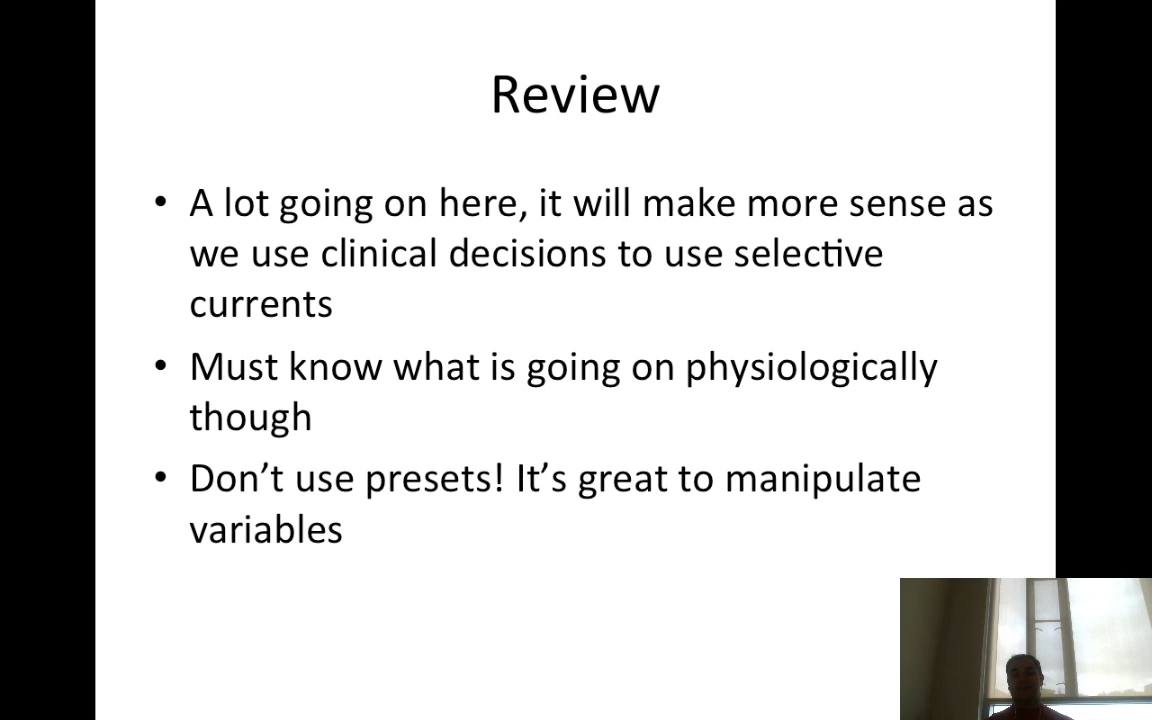 Review
• A lot going on here, it will make more sense as
we use clinical decisions to use selective
currents
• Must know what is going on physiologically
though
• Don’t use presets! It’s great to manipulate
variables